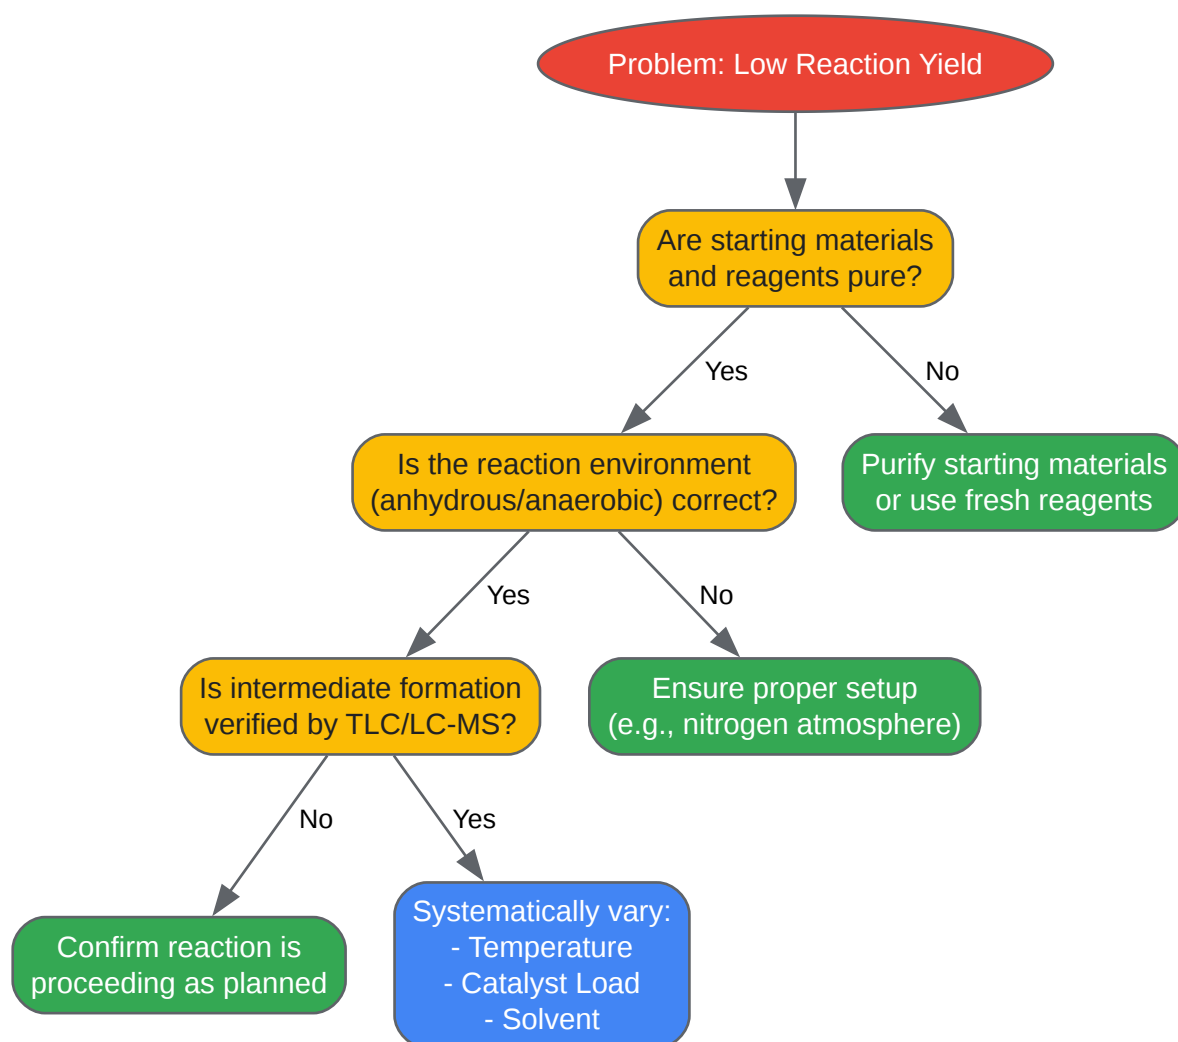 Problem: Low Reaction Yield
Are starting materials
and reagents pure?
Yes
No
Is the reaction environment
(anhydrous/anaerobic) correct?
Purify starting materials
or use fresh reagents
Yes
No
Is intermediate formation
verified by TLC/LC-MS?
Ensure proper setup
(e.g., nitrogen atmosphere)
No
Yes
Confirm reaction is
proceeding as planned
Systematically vary:
- Temperature
- Catalyst Load
- Solvent